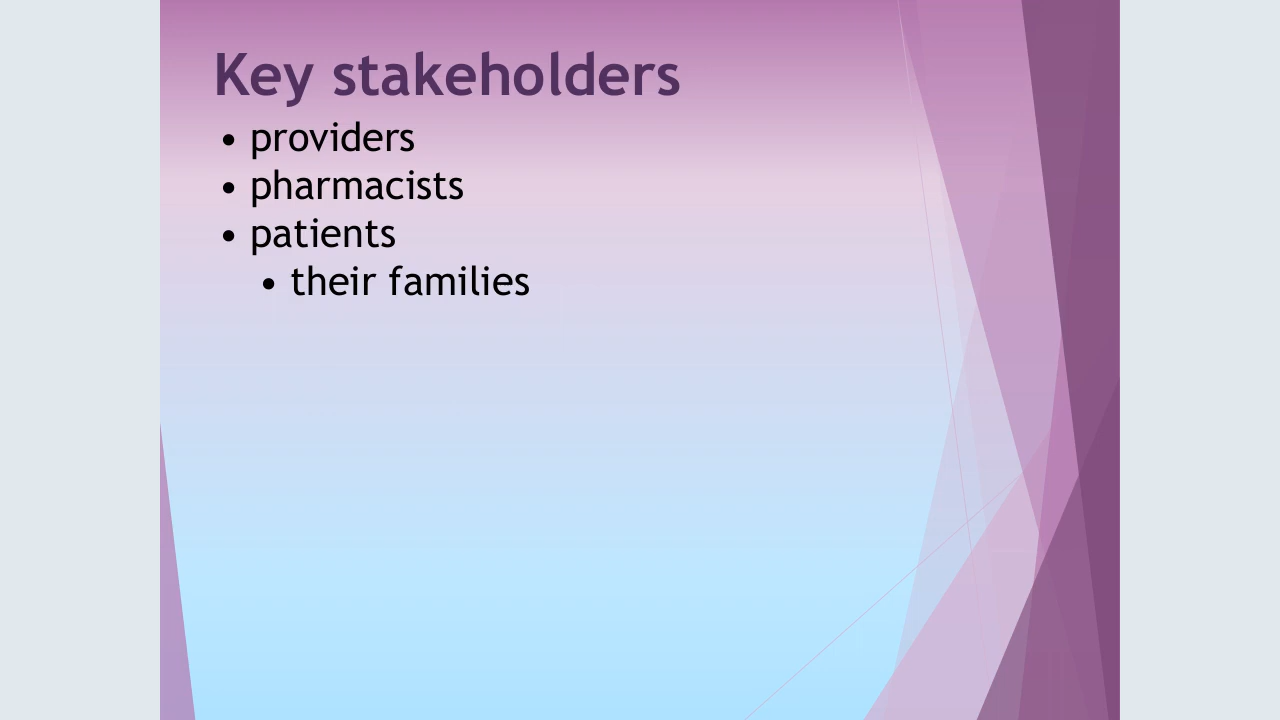 Key stakeholders
• providers
• pharmacists
• patients
• their families